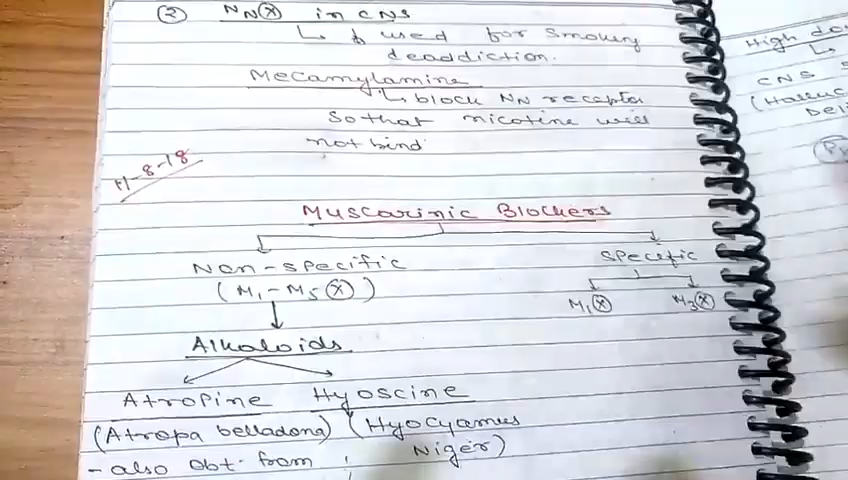 ② NN ⓧ in CNS
↳ used for smoking
deaddiction.
Mecamylamine
↳ block NN receptor
so that nicotine will
not bind
11-8-18
Muscarinic Blockers
Non-specific
(M1-M5 ⓧ)
Specific
M1 ⓧ M3 ⓧ
Alkaloids
Atropine Hyoscine
(Atropa belladona) (Hyocyamus
Niger)
- also obt. from
High do
↳
CNS
(Halluc
Deli